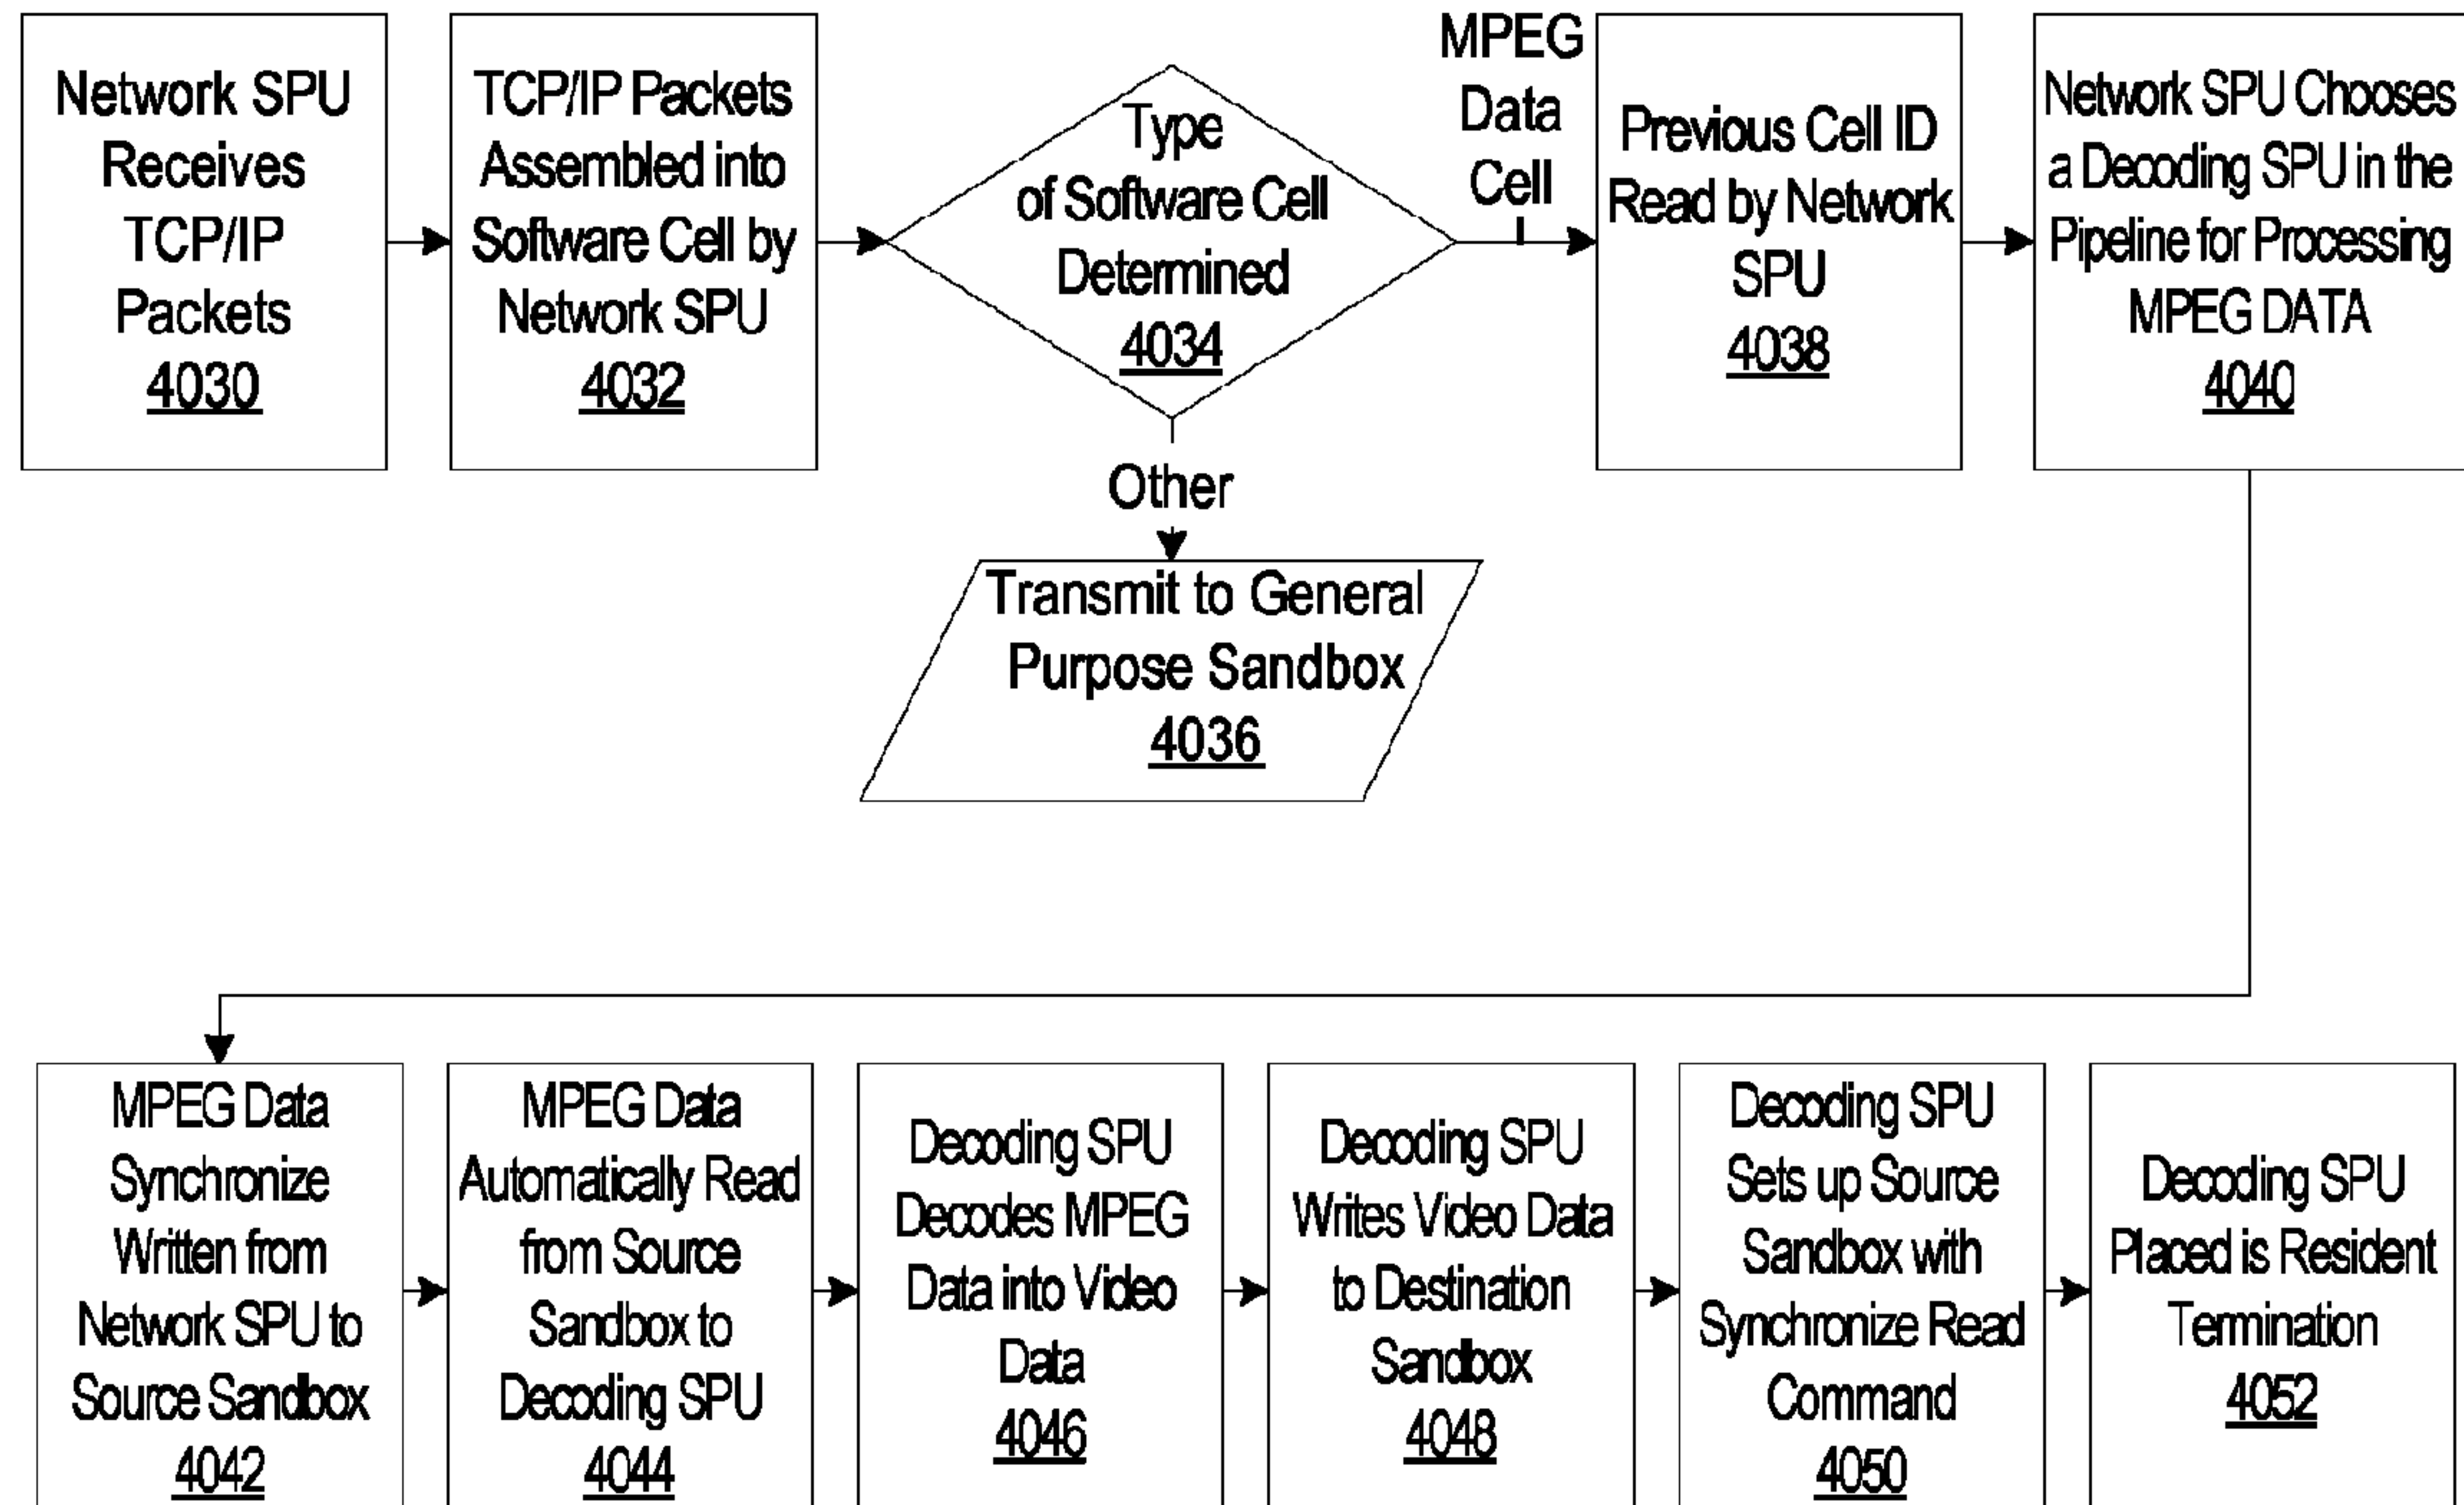 Network SPU
Receives
TCP/IP
Packets
4030
TCP/IP Packets
Assembled into
Software Cell by
Network SPU
4032
Type
of Software Cell
Determined
4034
MPEG
Data
Cell
Previous Cell ID
Read by Network
SPU
4038
Network SPU Chooses
a Decoding SPU in the
Pipeline for Processing
MPEG DATA
4040
Other
Transmit to General
Purpose Sandbox
4036
MPEG Data
Synchronize
Written from
Network SPU to
Source Sandbox
4042
MPEG Data
Automatically Read
from Source
Sandbox to
Decoding SPU
4044
Decoding SPU
Decodes MPEG
Data into Video
Data
4046
Decoding SPU
Writes Video Data
to Destination
Sandbox
4048
Decoding SPU
Sets up Source
Sandbox with
Synchronize Read
Command
4050
Decoding SPU
Placed is Resident
Termination
4052